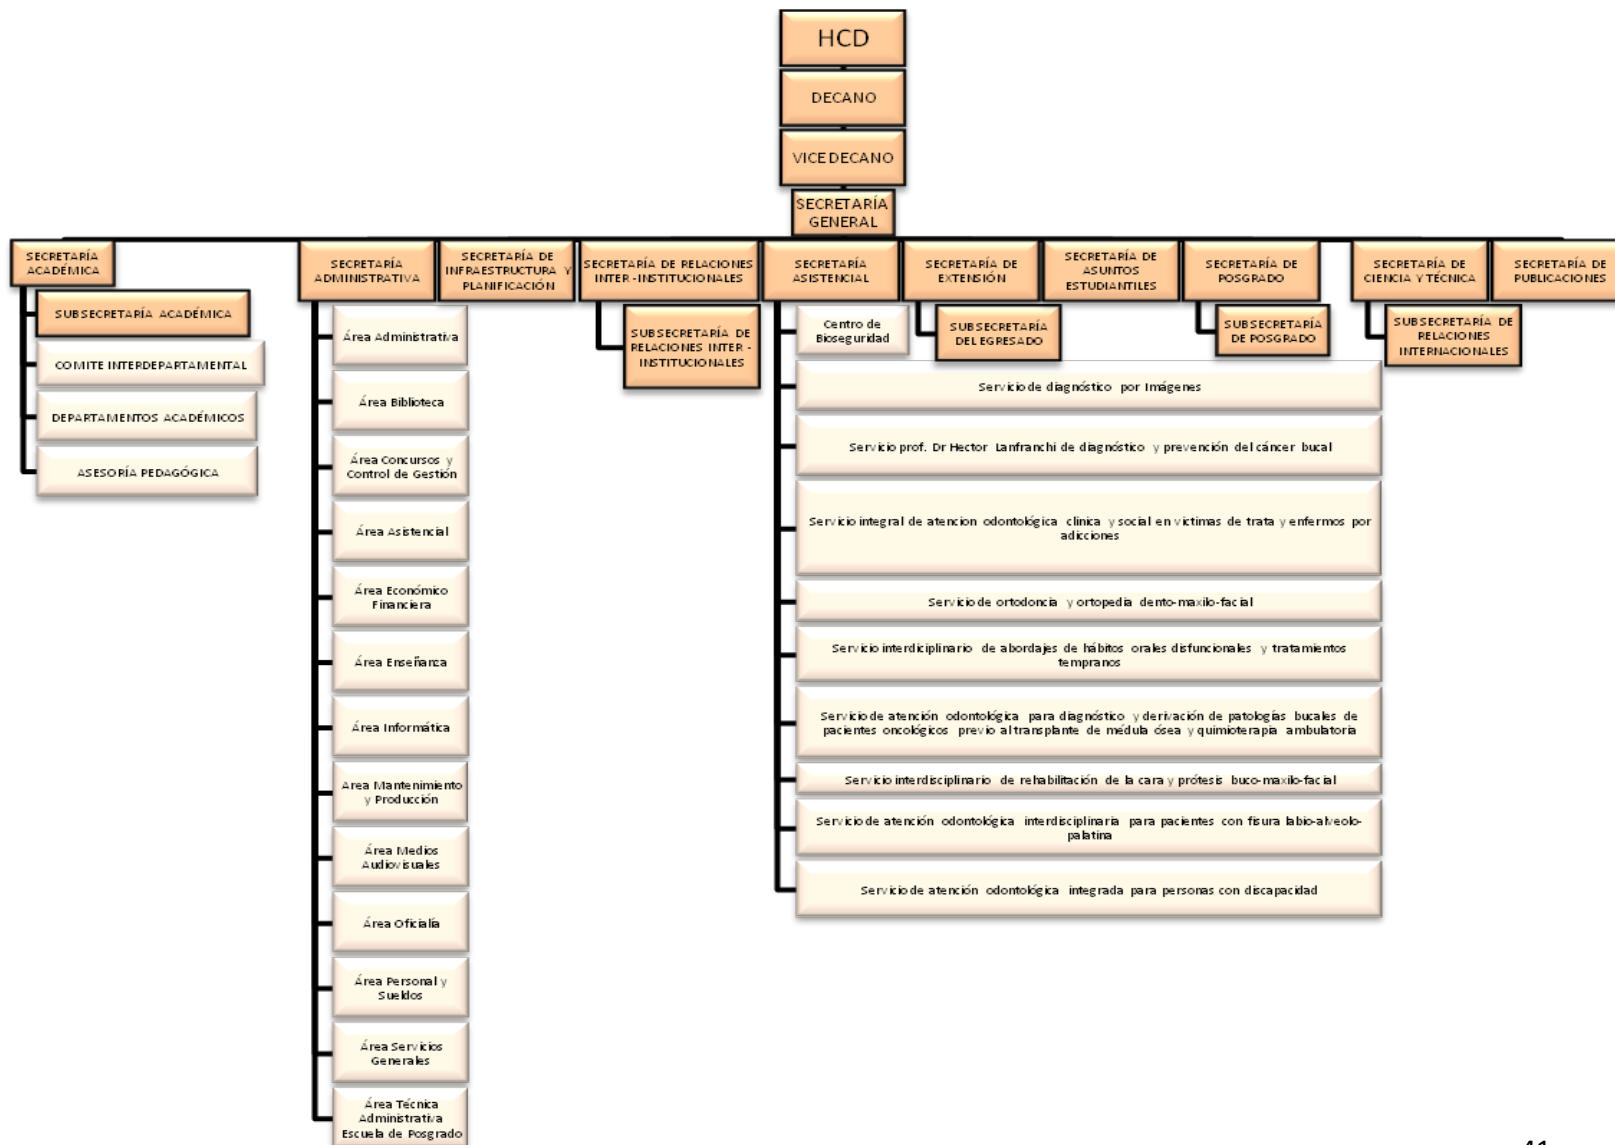 HCD
DECANO
VICE DECANO
SECRETARÍA
GENERAL
SECRETARÍA
ACADÉMICA
SUBSECRETARÍA ACADÉMICA
COMITE INTERDEPARTAMENTAL
DEPARTAMENTOS ACADÉMICOS
ASESORÍA PEDAGÓGICA
SECRETARÍA
ADMINISTRATIVA
Área Administrativa
Área Biblioteca
Área Concursos y
Control de Gestión
Área Asistencial
Área Económico
Financiera
Área Enseñanza
Área Informática
Area Mantenimiento
y Producción
Área Medios
Audiovisuales
Área Oficialía
Área Personal y
Sueldos
Área Servicios
Generales
Área Técnica
Administrativa
Escuela de Posgrado
SECRETARÍA DE
INFRAESTRUCTURA Y
PLANIFICACIÓN
SECRETARÍA DE RELACIONES
INTER -INSTITUCIONALES
SUBSECRETARÍA DE
RELACIONES INTER -
INSTITUCIONALES
SECRETARÍA
ASISTENCIAL
Centro de
Bioseguridad
Servicio de diagnóstico por Imágenes
Servicio prof. Dr Hector Lanfranchi de diagnóstico y prevención del cáncer bucal
Servicio integral de atencion odontológica clinica y social en victimas de trata y enfermos por
adicciones
Servicio de ortodoncia y ortopedia dento-maxilo-facial
Servicio interdiciplinario de abordajes de hábitos orales disfuncionales y tratamientos
tempranos
Servicio de atención odontológica para diagnóstico y derivación de patologías bucales de
pacientes oncológicos previo al transplante de médula ósea y quimioterapia ambulatoria
Servicio interdisciplinario de rehabilitación de la cara y prótesis buco-maxilo-facial
Servicio de atención odontológica interdisciplinaria para pacientes con fisura labio-alveolo-
palatina
Servicio de atención odontológica integrada para personas con discapacidad
SECRETARÍA DE
EXTENSIÓN
SUBSECRETARÍA
DEL EGRESADO
SECRETARÍA DE
ASUNTOS
ESTUDIANTILES
SECRETARÍA DE
POSGRADO
SUBSECRETARÍA
DE POSGRADO
SECRETARÍA DE
CIENCIA Y TÉCNICA
SUBSECRETARÍA DE
RELACIONES
INTERNACIONALES
SECRETARÍA DE
PUBLICACIONES